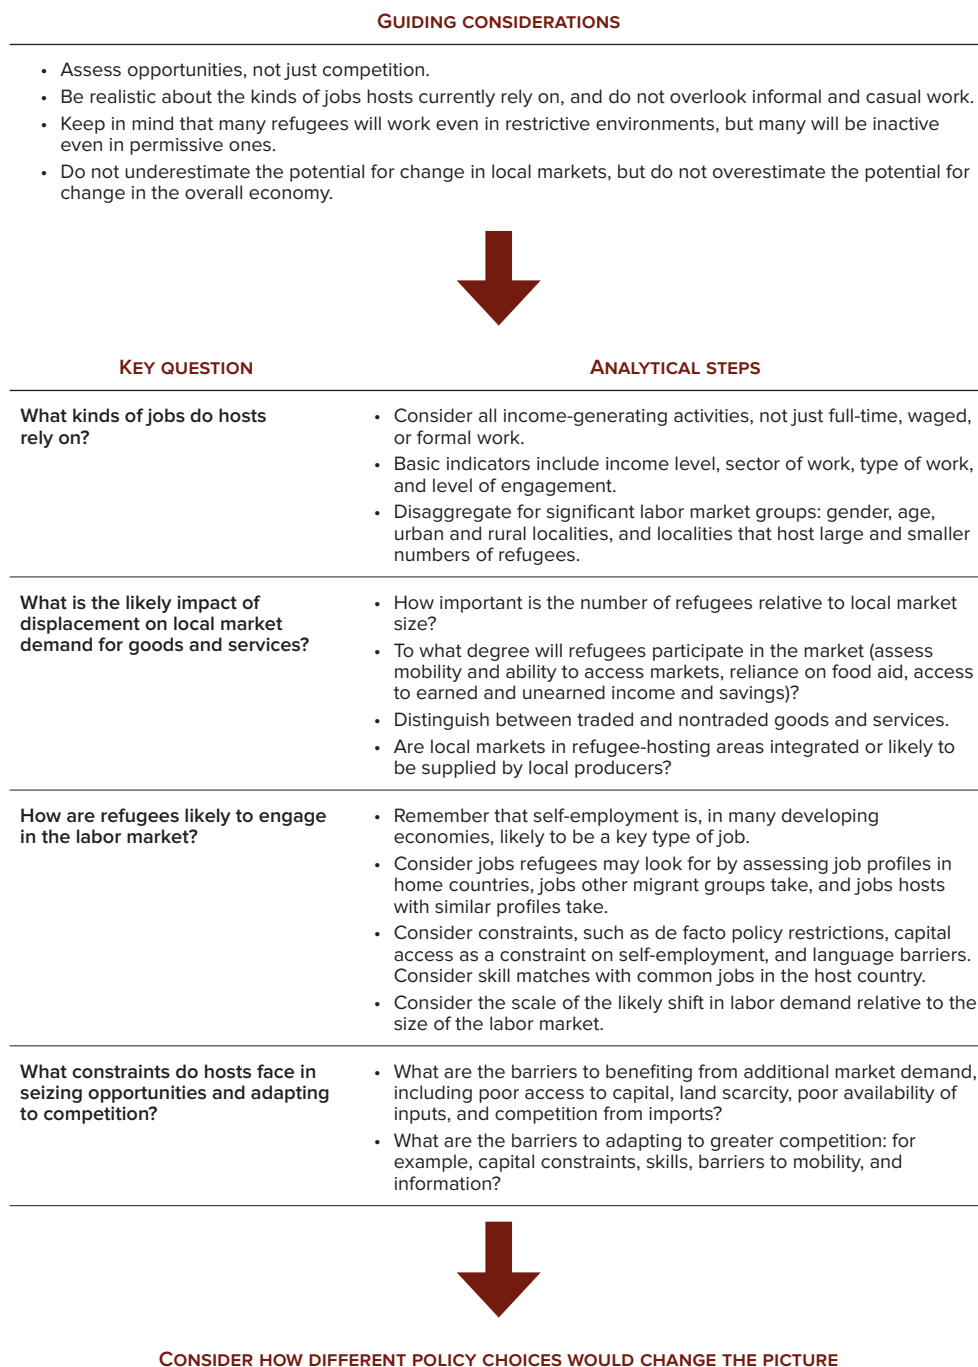 GUIDING CONSIDERATIONS
• Assess opportunities, not just competition.
• Be realistic about the kinds of jobs hosts currently rely on, and do not overlook informal and casual work.
• Keep in mind that many refugees will work even in restrictive environments, but many will be inactive
even in permissive ones.
• Do not underestimate the potential for change in local markets, but do not overestimate the potential for
change in the overall economy.
KEY QUESTION
ANALYTICAL STEPS
What kinds of jobs do hosts
rely on?
• Consider all income-generating activities, not just full-time, waged,
or formal work.
• Basic indicators include income level, sector of work, type of work,
and level of engagement.
• Disaggregate for significant labor market groups: gender, age,
urban and rural localities, and localities that host large and smaller
numbers of refugees.
What is the likely impact of
displacement on local market
demand for goods and services?
• How important is the number of refugees relative to local market
size?
• To what degree will refugees participate in the market (assess
mobility and ability to access markets, reliance on food aid, access
to earned and unearned income and savings)?
• Distinguish between traded and nontraded goods and services.
• Are local markets in refugee-hosting areas integrated or likely to
be supplied by local producers?
How are refugees likely to engage
in the labor market?
• Remember that self-employment is, in many developing
economies, likely to be a key type of job.
• Consider jobs refugees may look for by assessing job profiles in
home countries, jobs other migrant groups take, and jobs hosts
with similar profiles take.
• Consider constraints, such as de facto policy restrictions, capital
access as a constraint on self-employment, and language barriers.
Consider skill matches with common jobs in the host country.
• Consider the scale of the likely shift in labor demand relative to the
size of the labor market.
What constraints do hosts face in
seizing opportunities and adapting
to competition?
• What are the barriers to benefiting from additional market demand,
including poor access to capital, land scarcity, poor availability of
inputs, and competition from imports?
• What are the barriers to adapting to greater competition: for
example, capital constraints, skills, barriers to mobility, and
information?
CONSIDER HOW DIFFERENT POLICY CHOICES WOULD CHANGE THE PICTURE